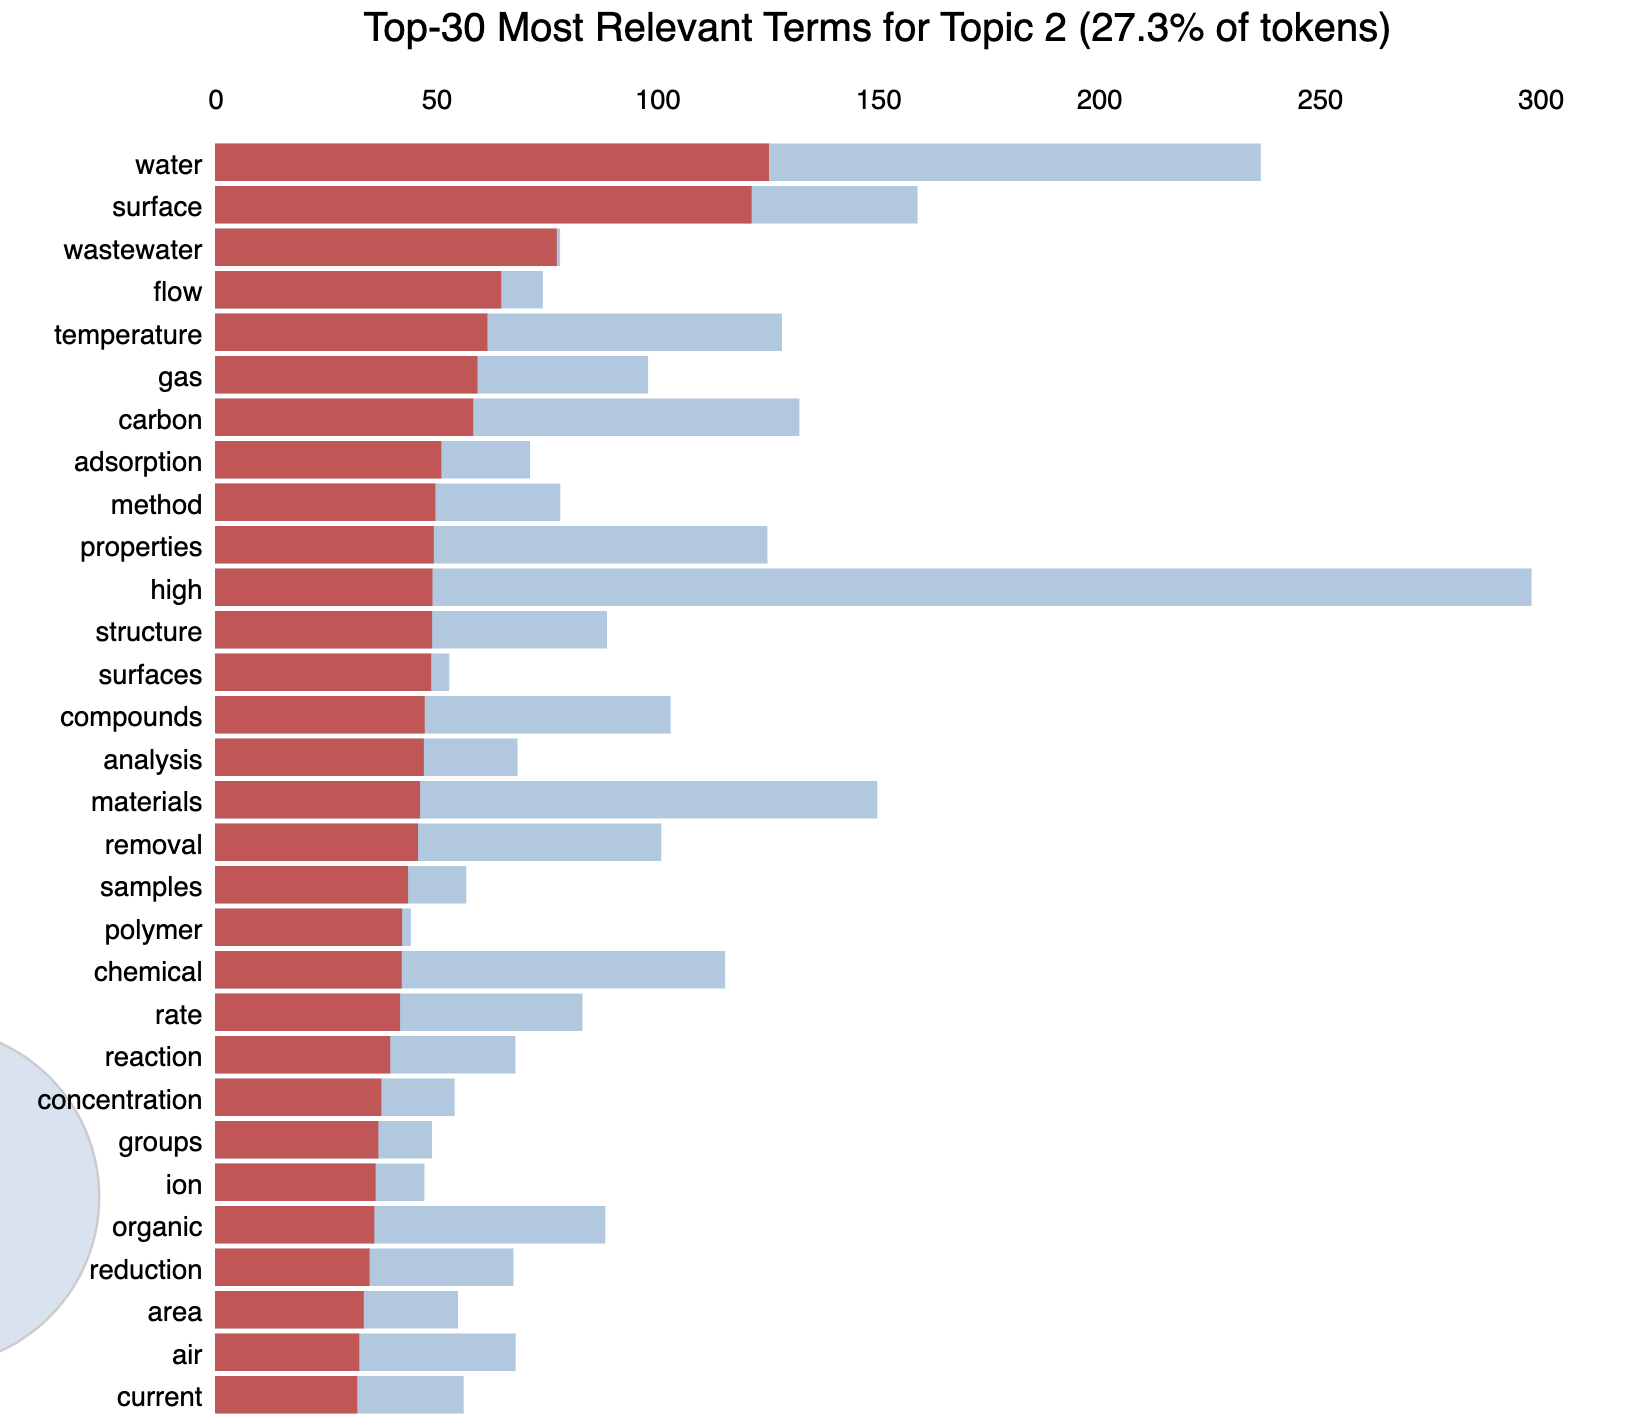 Top-30 Most Relevant Terms for Topic 2 (27.3% of tokens)
0 50 100 150 200 250 300
water
surface
wastewater
flow
temperature
gas
carbon
adsorption
method
properties
high
structure
surfaces
compounds
analysis
materials
removal
samples
polymer
chemical
rate
reaction
concentration
groups
ion
organic
reduction
area
air
current